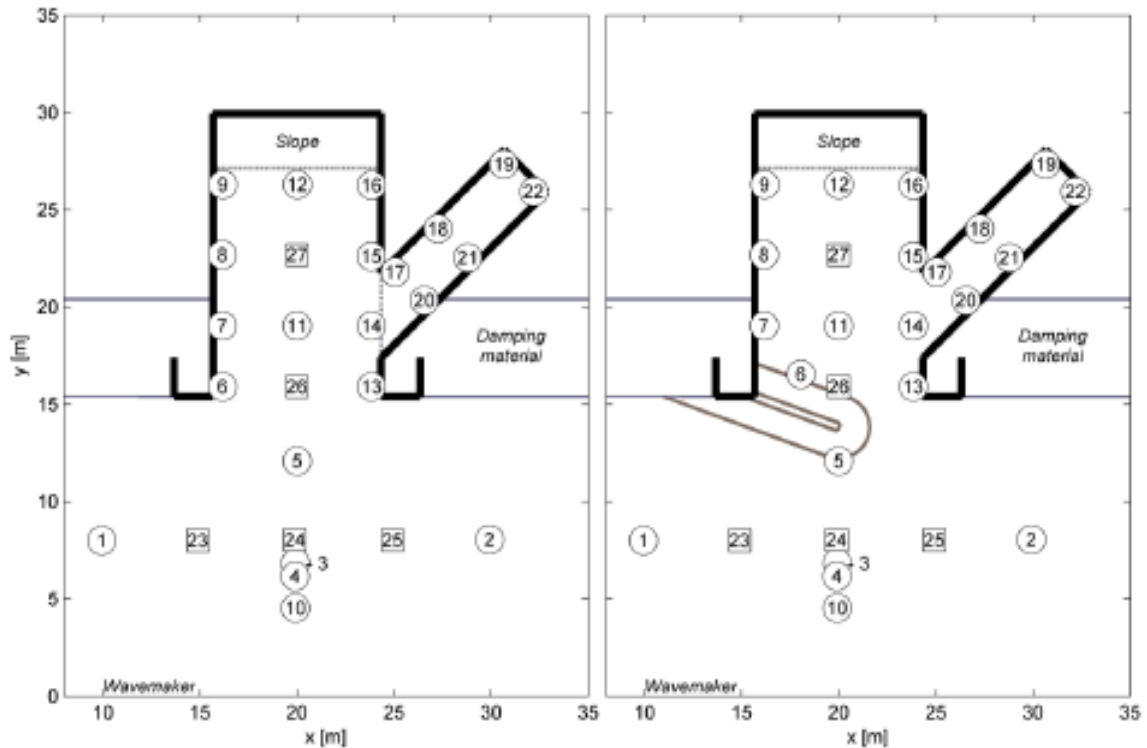 35
30
25
20
15
10
5
0
y [m]
Slope
9 12 16 19 22
18
8 27 15 21
17
20
7 11 14
Damping
material
6 26 13
5
1 23 24 25 2
3
4
10
Wavemaker
10 15 20 25 30 35
x [m]
Slope
9 12 16 19 22
18
8 27 15 21
17
20
7 11 14
Damping
material
6 26 13
5
1 23 24 25 2
3
4
10
Wavemaker
10 15 20 25 30 35
x [m]